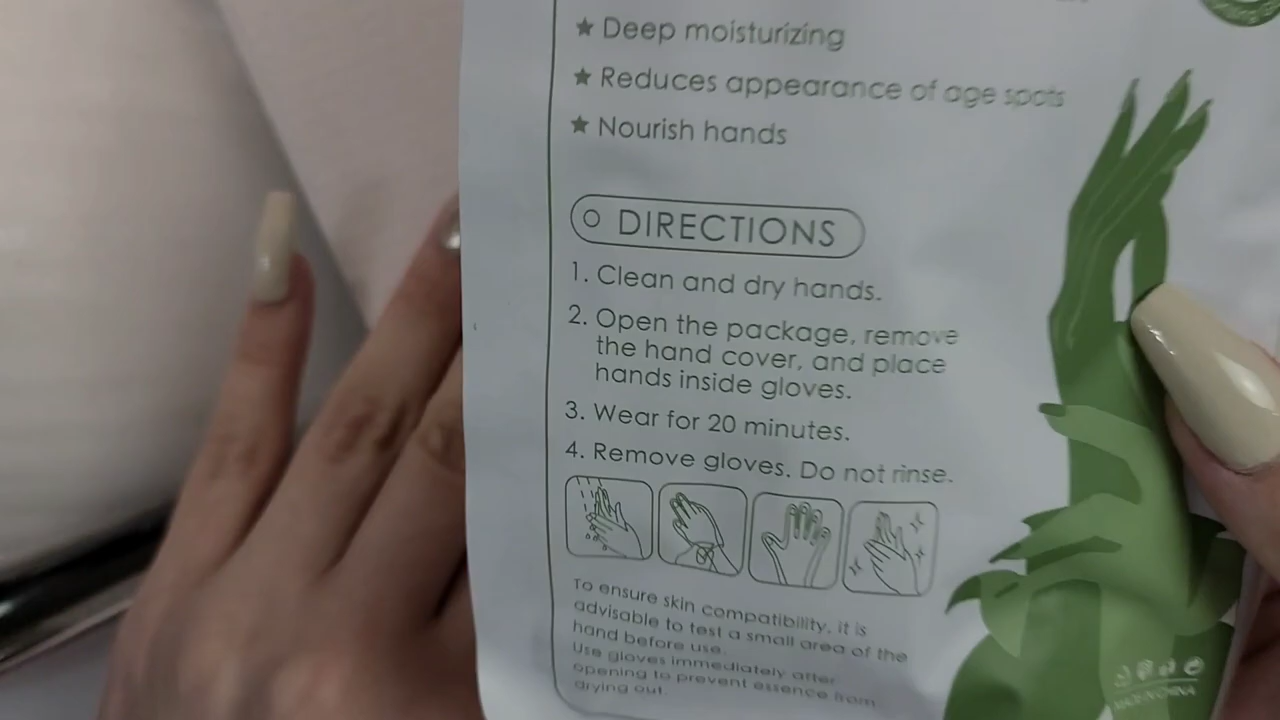 ★ Deep moisturizing
★ Reduces appearance of age spots
★ Nourish hands
DIRECTIONS
1. Clean and dry hands.
2. Open the package, remove
the hand cover, and place
hands inside gloves.
3. Wear for 20 minutes.
4. Remove gloves. Do not rinse.
To ensure skin compatibility, it is
advisable to test a small area of the
hand before use.
Use gloves immediately after
opening to prevent essence from
drying out.
MADE IN CHINA